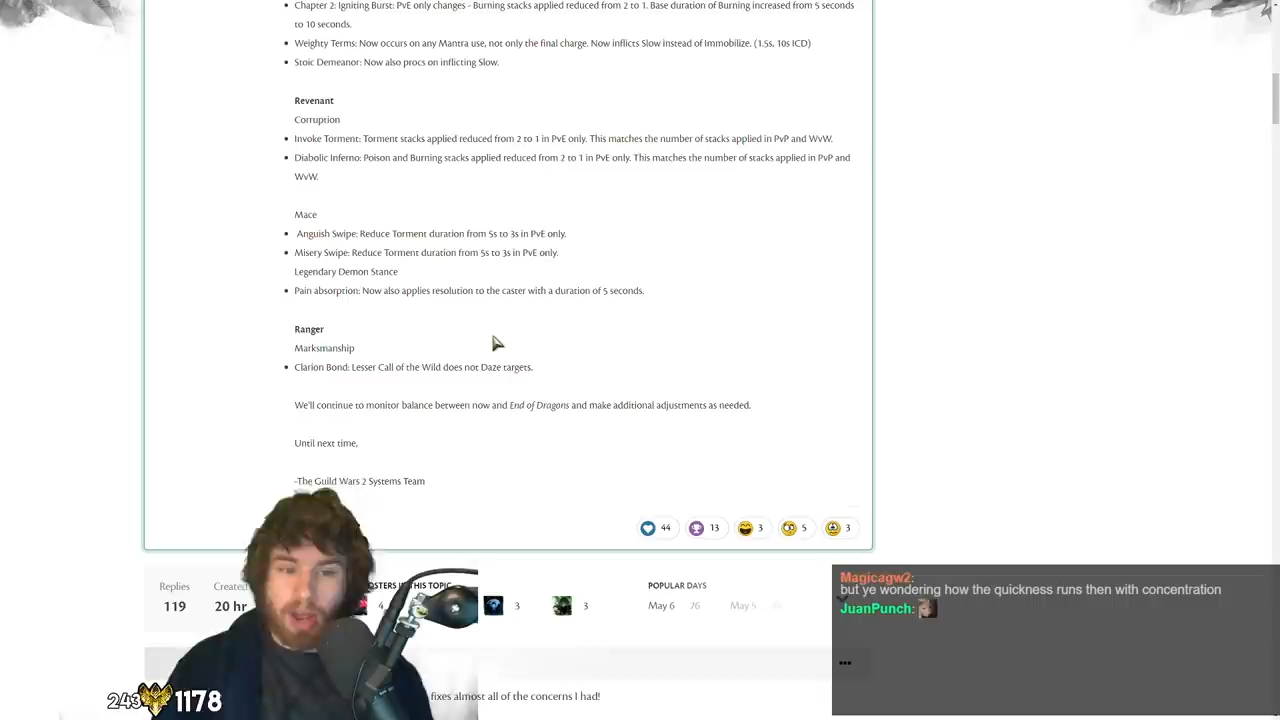 Chapter 2: Igniting Burst: PvE only changes - Burning stacks applied reduced from 2 to 1. Base duration of Burning increased from 5 seconds
to 10 seconds.
Weighty Terms: Now occurs on any Mantra use, not only the final charge. Now inflicts Slow instead of Immobilize. (1.5s, 10s ICD)
Stoic Demeanor: Now also procs on inflicting Slow.
Revenant
Corruption
Invoke Torment: Torment stacks applied reduced from 2 to 1 in PvE only. This matches the number of stacks applied in PvP and WvW.
Diabolic Inferno: Poison and Burning stacks applied reduced from 2 to 1 in PvE only. This matches the number of stacks applied in PvP and
WvW.
Mace
Anguish Swipe: Reduce Torment duration from 5s to 3s in PvE only.
Misery Swipe: Reduce Torment duration from 5s to 3s in PvE only.
Legendary Demon Stance
Pain absorption: Now also applies resolution to the caster with a duration of 5 seconds.
Ranger
Marksmanship
Clarion Bond: Lesser Call of the Wild does not Daze targets.
We'll continue to monitor balance between now and End of Dragons and make additional adjustments as needed.
Until next time,
-The Guild Wars 2 Systems Team
44 13 3 5 3
Replies Created POPULAR DAYS
119 20 hr 4 3 3 May 6 76 May 5
Magicagw2:
but ye wondering how the quickness runs then with concentration
JuanPunch:
fixes almost all of the concerns I had!
243 1178